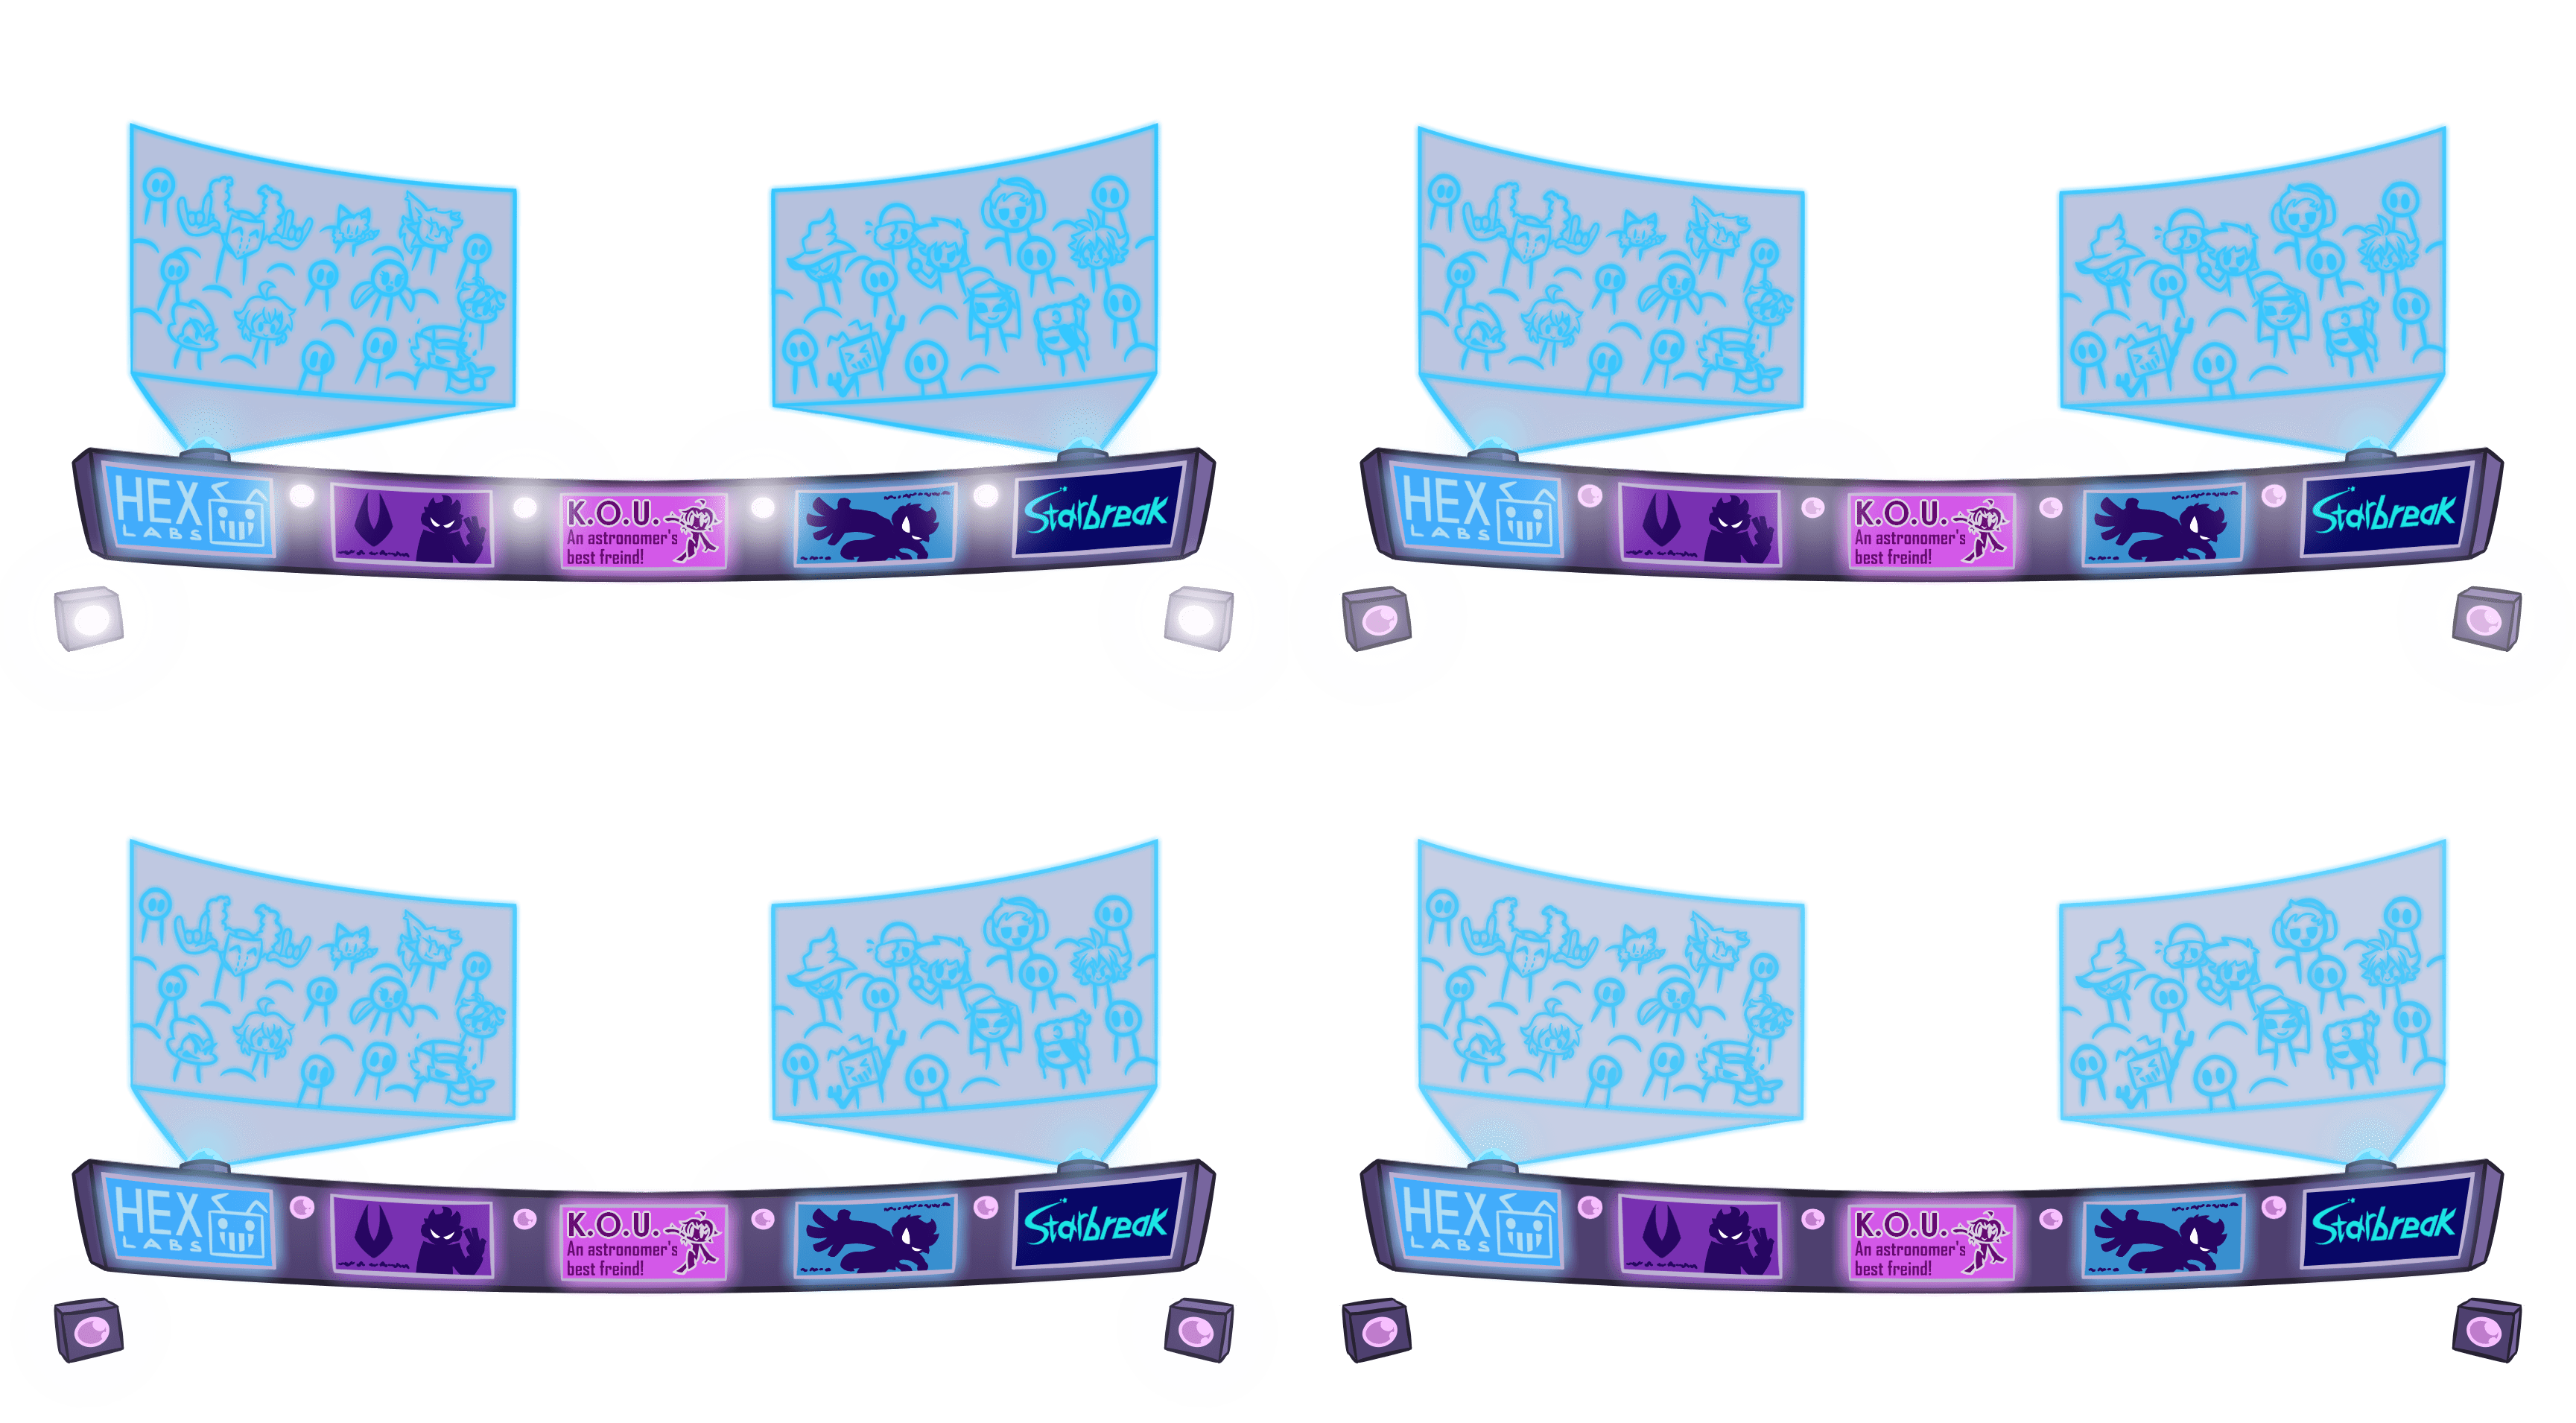 HEX
LABS
K.O.U.
An astronomer's
best freind!
Starbreak
HEX
LABS
K.O.U.
An astronomer's
best freind!
Starbreak
HEX
LABS
K.O.U.
An astronomer's
best freind!
Starbreak
HEX
LABS
K.O.U.
An astronomer's
best freind!
Starbreak